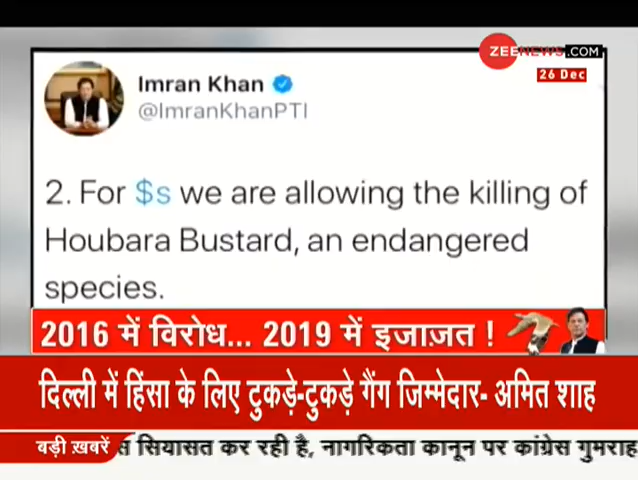 ZEENEWS.COM
26 Dec
Imran Khan
@ImranKhanPTI
2. For $s we are allowing the killing of
Houbara Bustard, an endangered
species.
2016 में विरोध... 2019 में इजाज़त !
दिल्ली में हिंसा के लिए टुकड़े-टुकड़े गैंग जिम्मेदार- अमित शाह
बड़ी ख़बरें
सियासत कर रही है, नागरिकता कानून पर कांग्रेस गुमराह